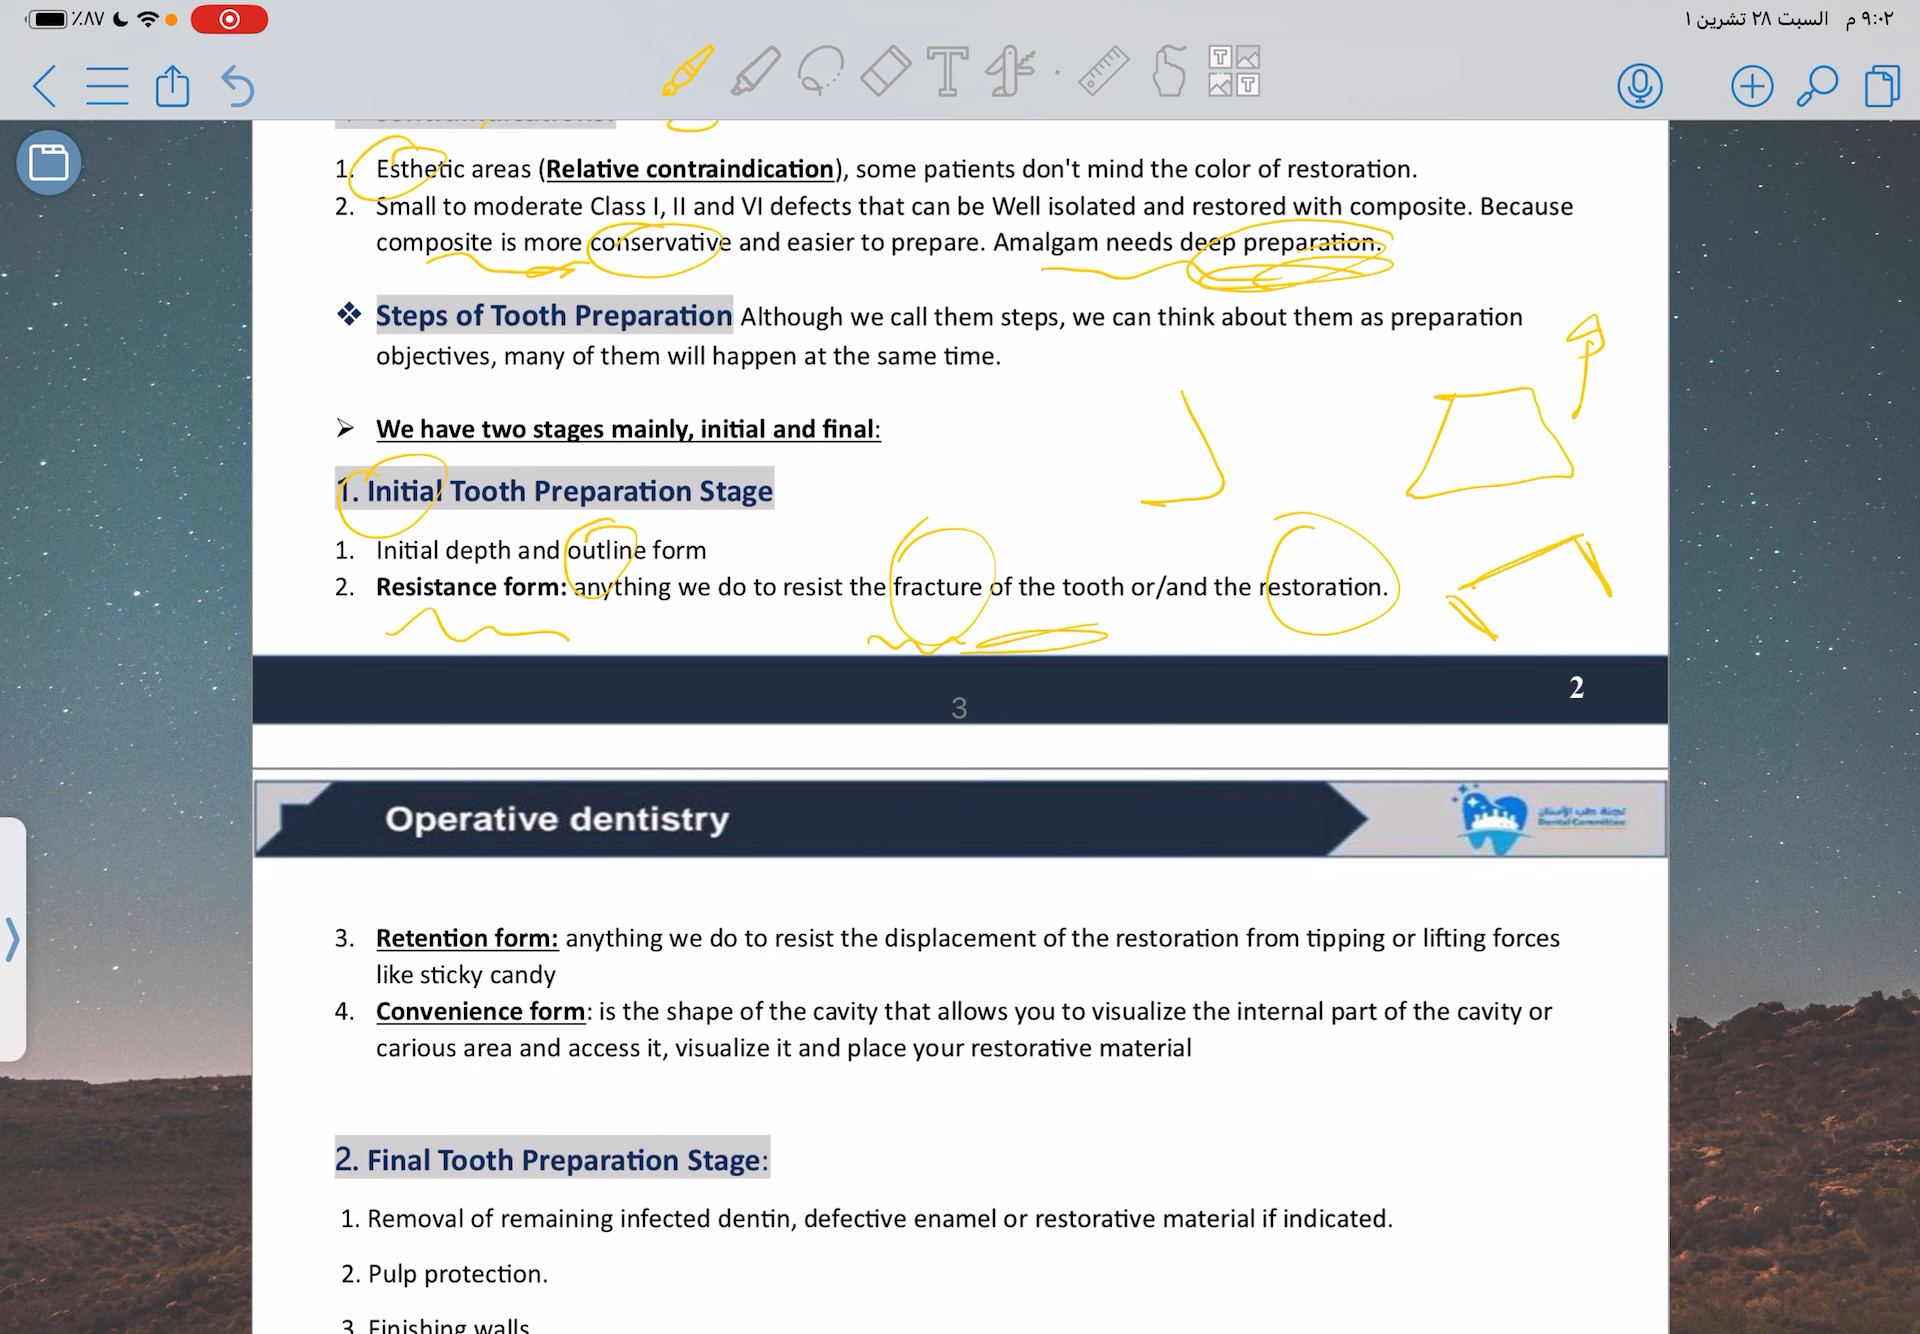 ٪٨٧
٩:٠٢ م السبت ٢٨ تشرين ١
1. Esthetic areas (Relative contraindication), some patients don't mind the color of restoration.
2. Small to moderate Class I, II and VI defects that can be Well isolated and restored with composite. Because
composite is more conservative and easier to prepare. Amalgam needs deep preparation.
❖ Steps of Tooth Preparation Although we call them steps, we can think about them as preparation
objectives, many of them will happen at the same time.
➢ We have two stages mainly, initial and final:
1. Initial Tooth Preparation Stage
1. Initial depth and outline form
2. Resistance form: anything we do to resist the fracture of the tooth or/and the restoration.
2
3
Operative dentistry
لجنة طب الأسنان
Dental Committee
3. Retention form: anything we do to resist the displacement of the restoration from tipping or lifting forces
like sticky candy
4. Convenience form: is the shape of the cavity that allows you to visualize the internal part of the cavity or
carious area and access it, visualize it and place your restorative material
2. Final Tooth Preparation Stage:
1. Removal of remaining infected dentin, defective enamel or restorative material if indicated.
2. Pulp protection.
3. Finishing walls